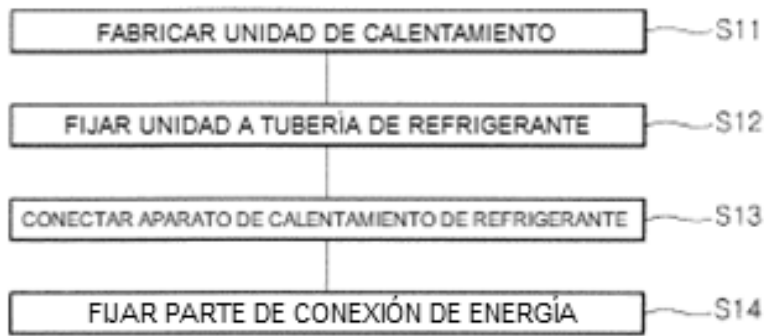 FABRICAR UNIDAD DE CALENTAMIENTO S11
FIJAR UNIDAD A TUBERÌA DE REFRIGERANTE S12
CONECTAR APARATO DE CALENTAMIENTO DE REFRIGERANTE S13
FIJAR PARTE DE CONEXIÓN DE ENERGÍA S14